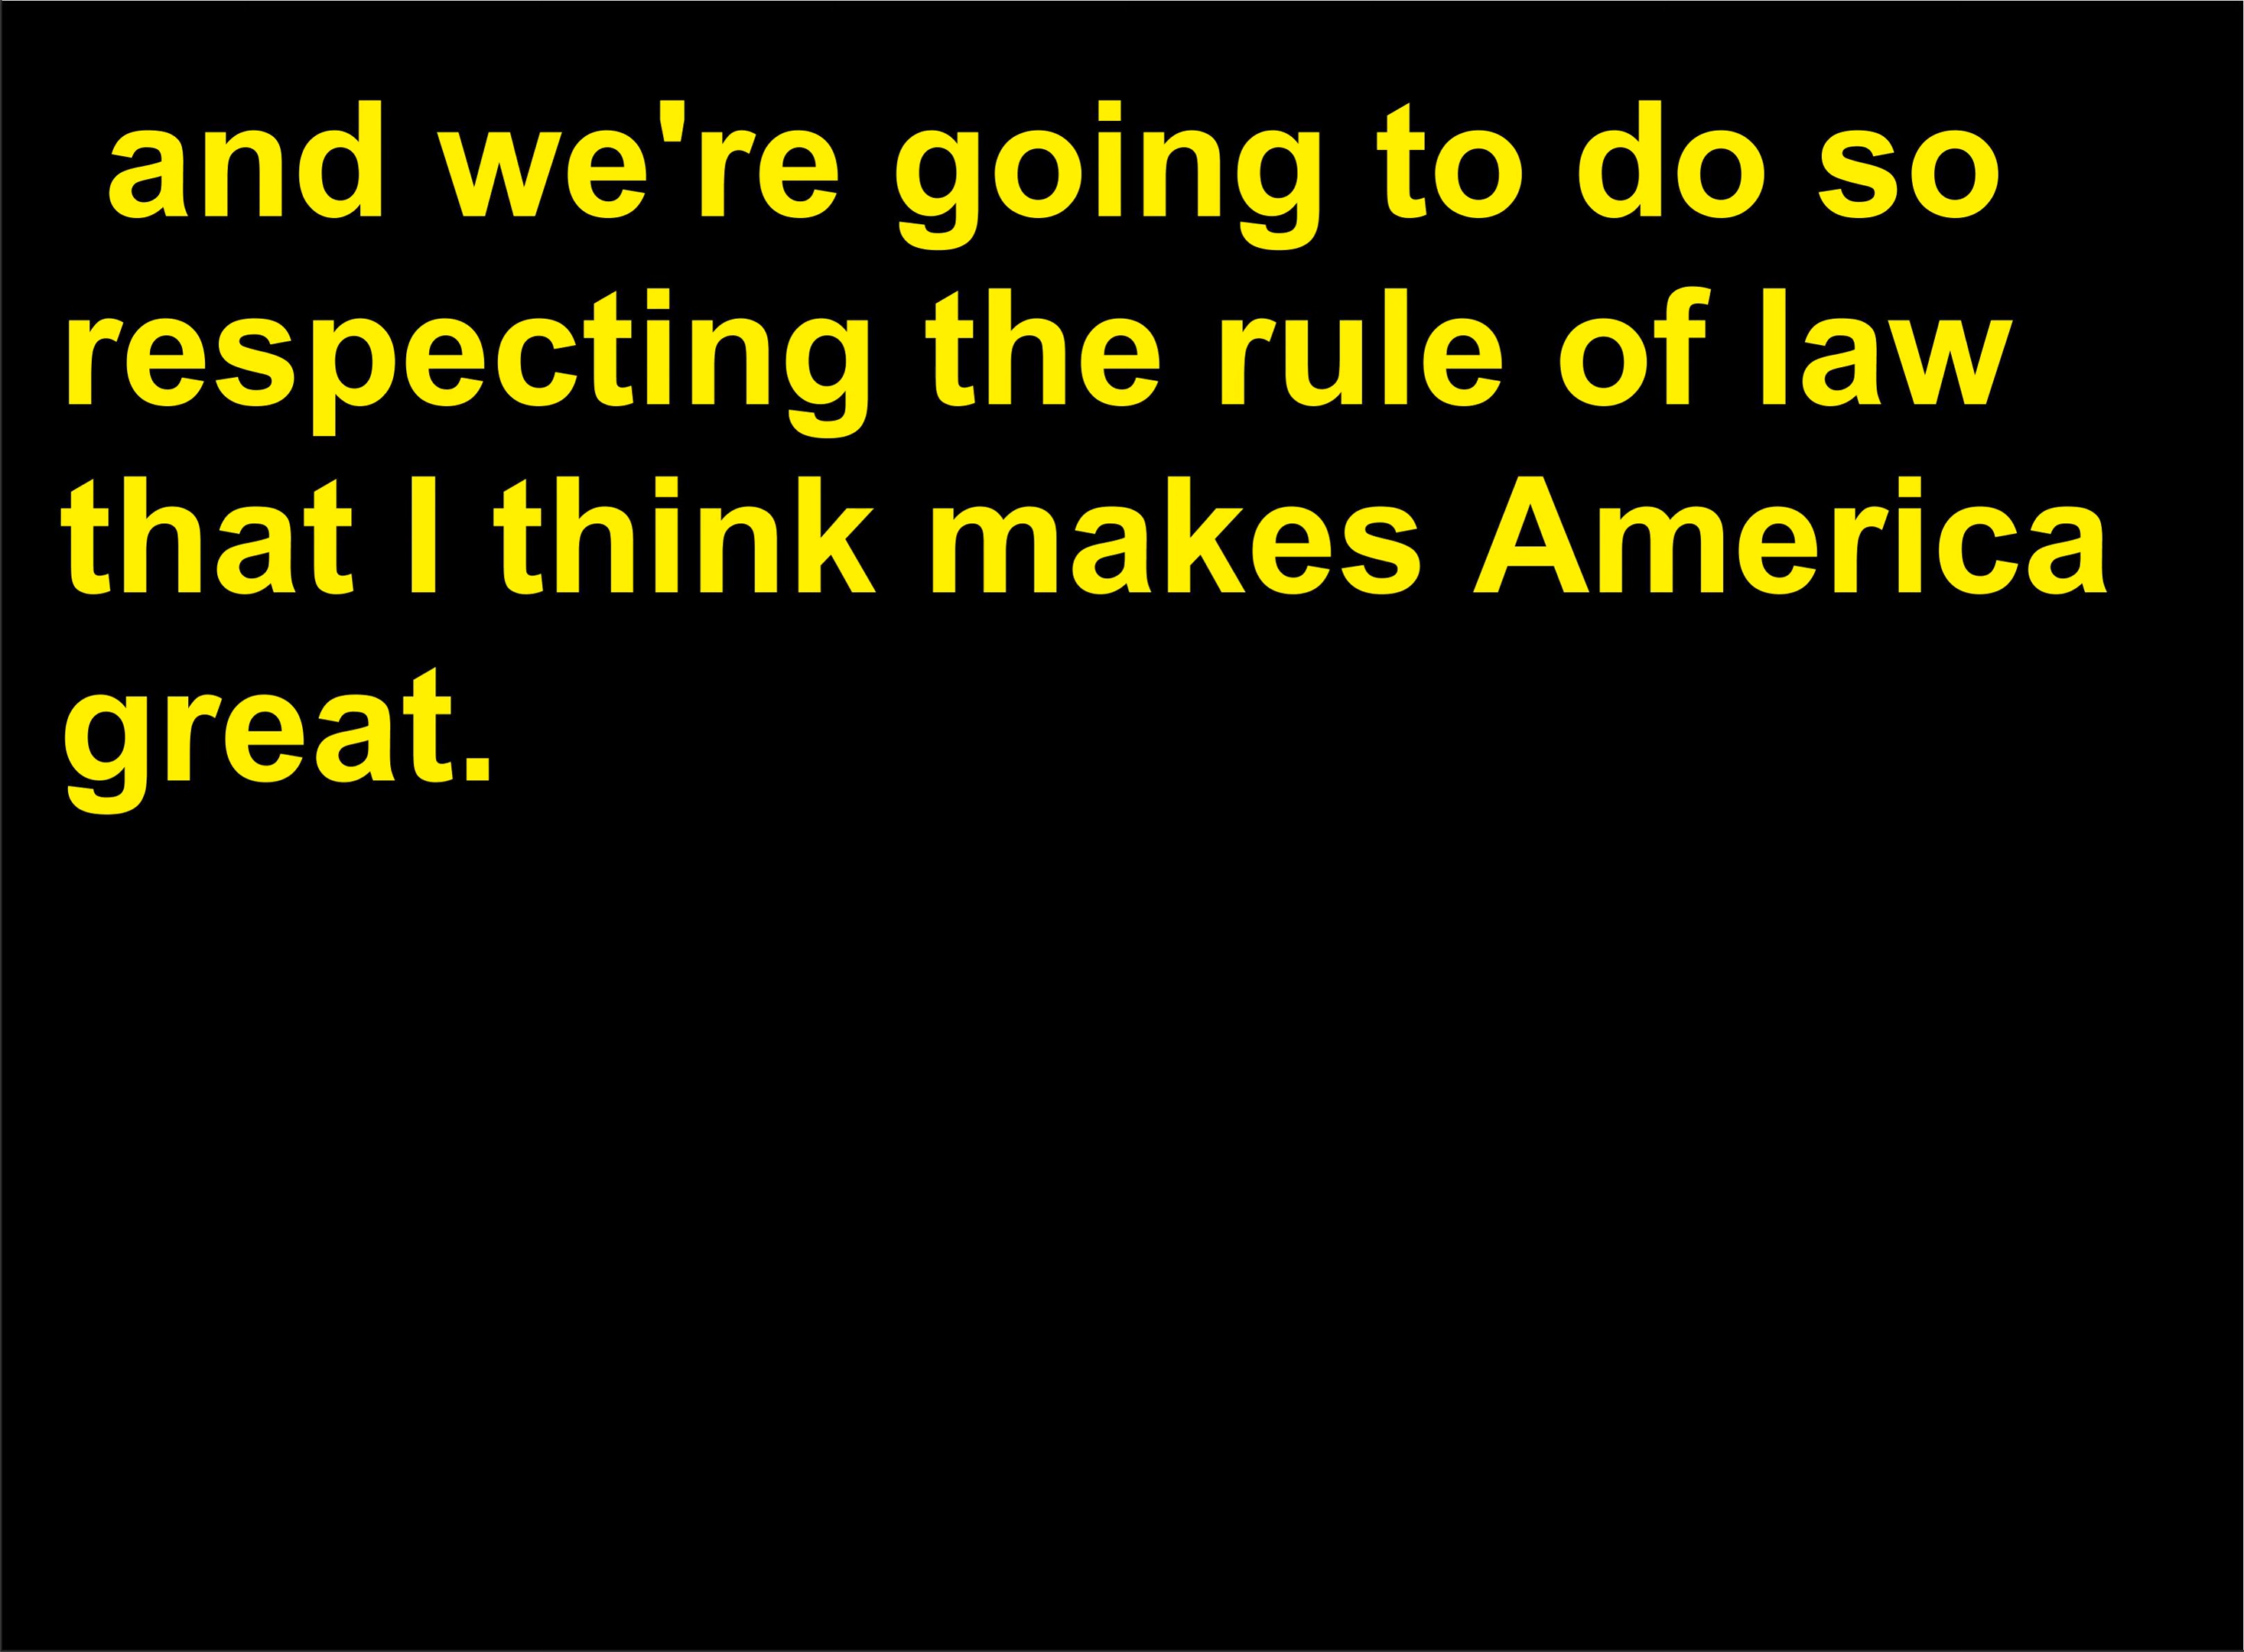 and we're going to do so
respecting the rule of law
that I think makes America
great.